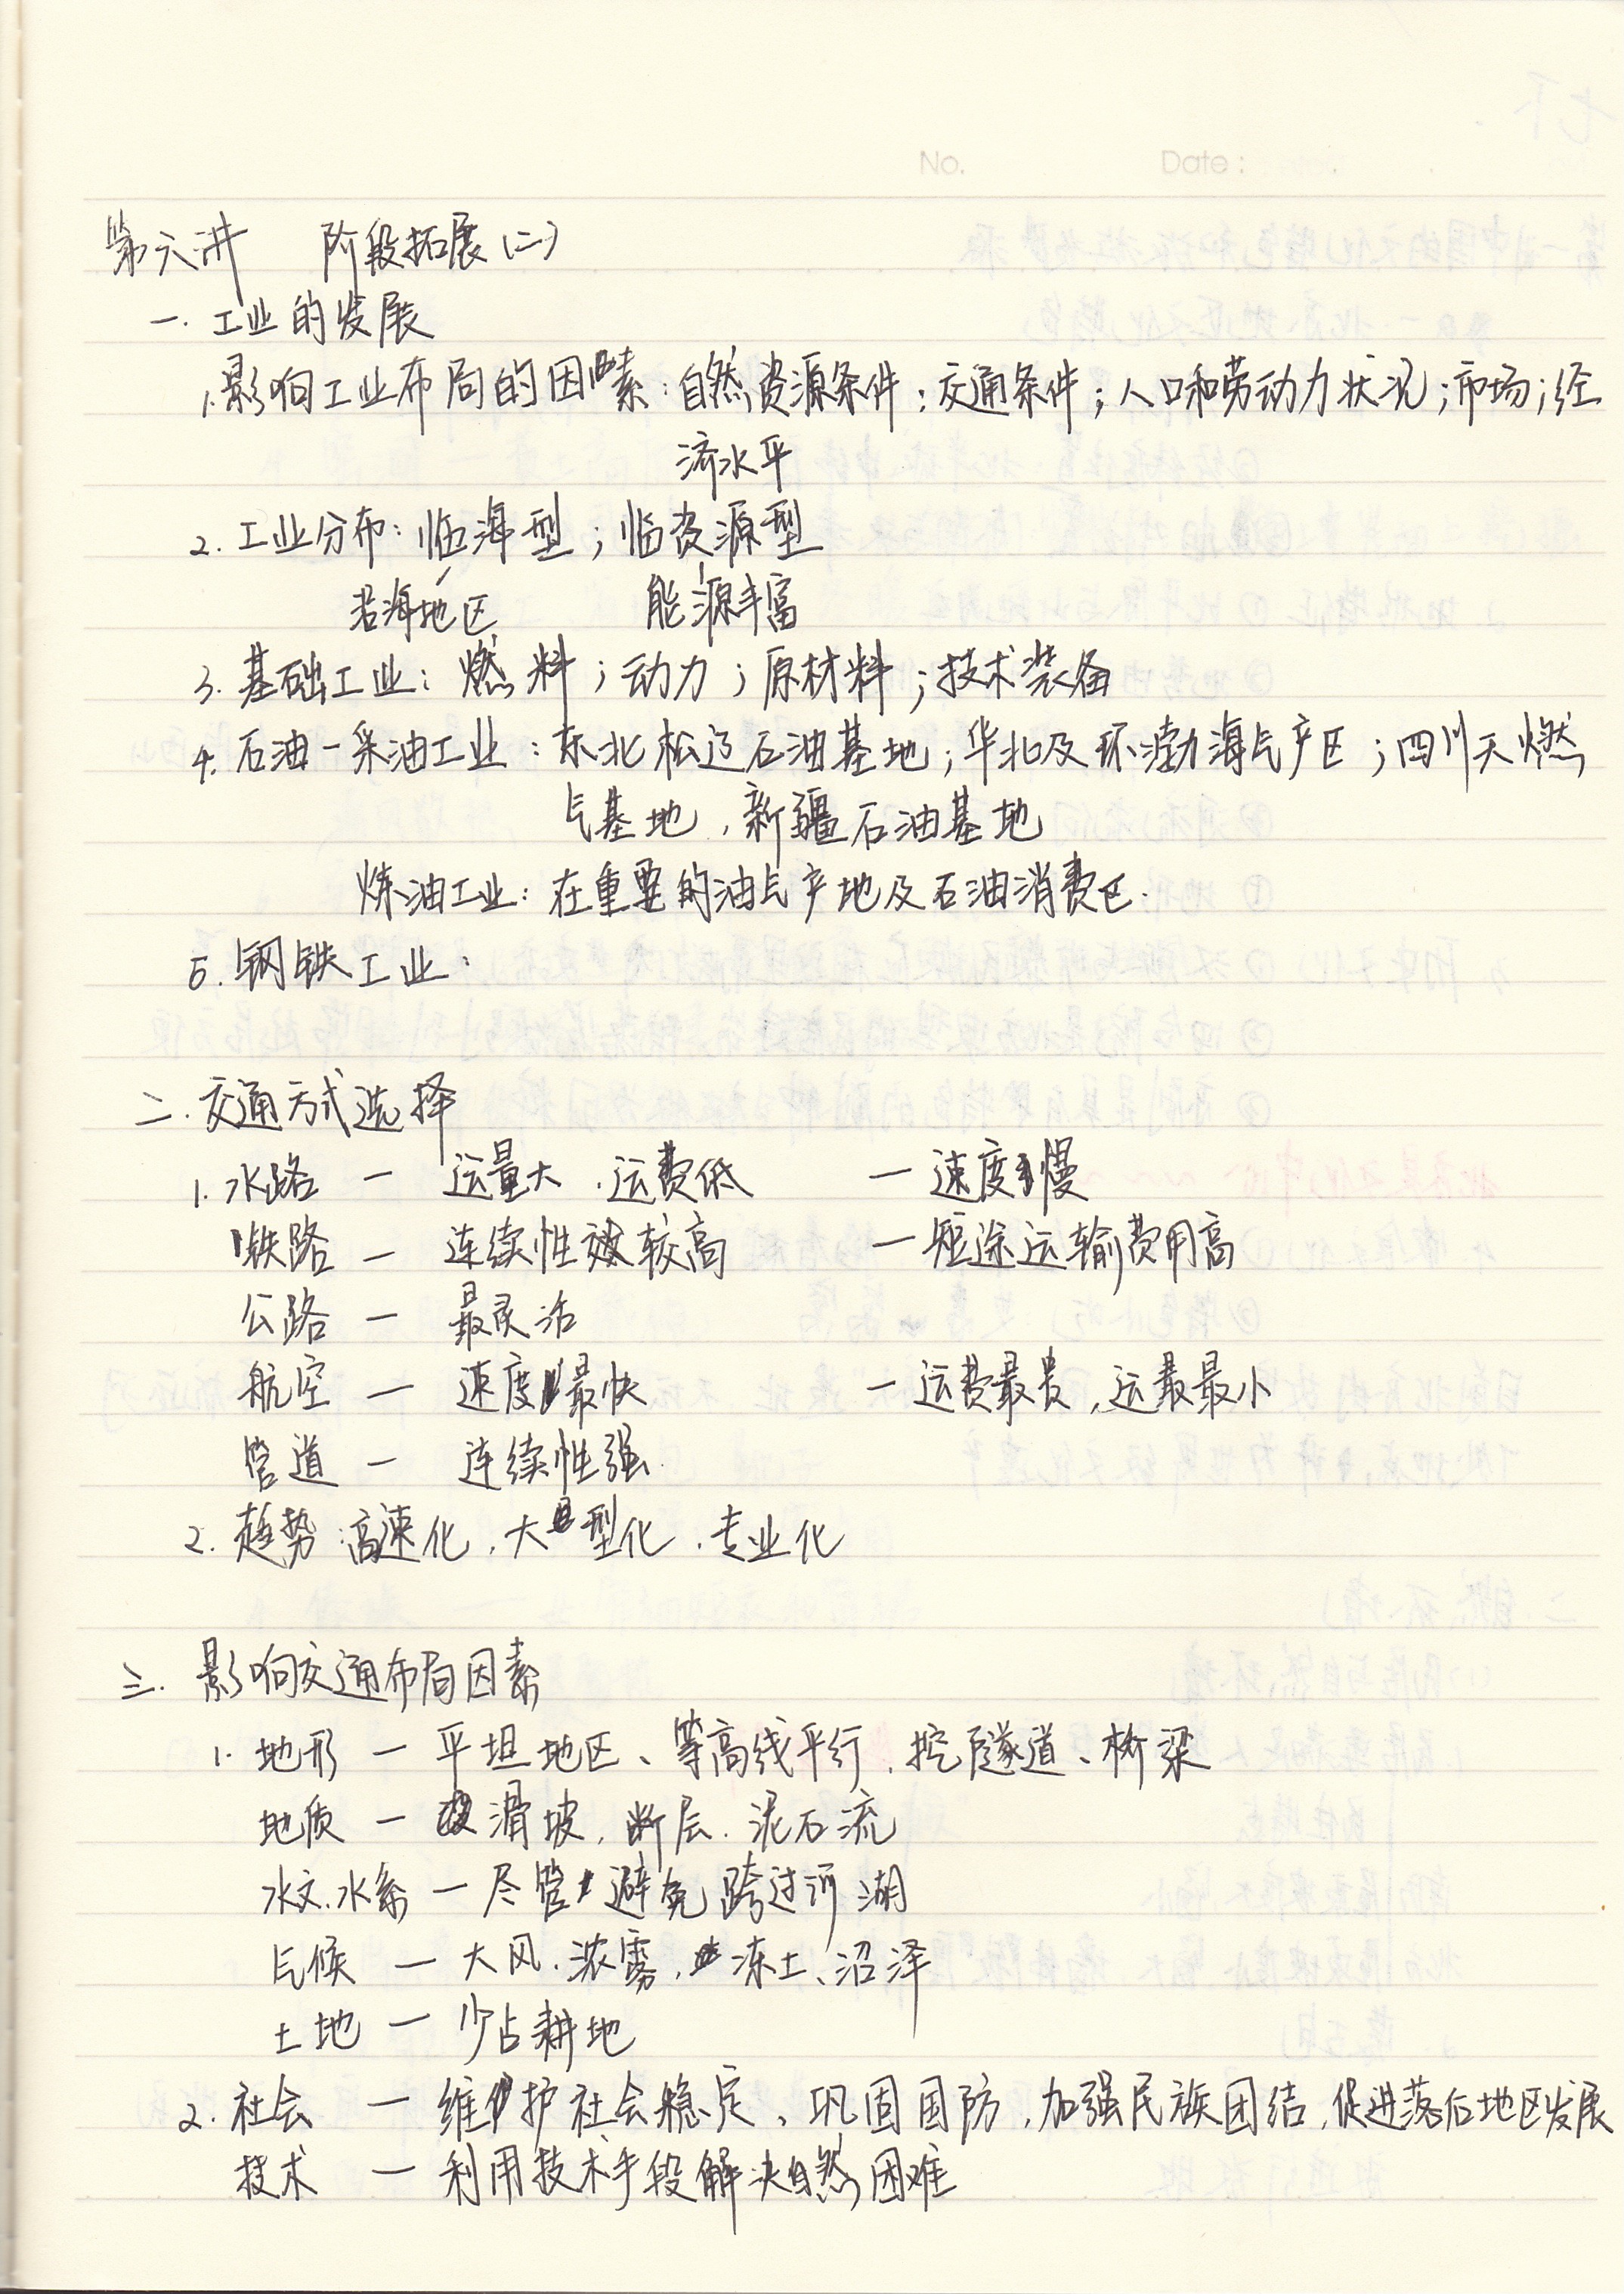 No. Date:
第六讲 阶段拓展(二)
一. 工业的发展
1. 影响工业布局的因素：自然资源条件；交通条件；人口和劳动力状况；市场；经
济水平
2. 工业分布：临海型；临资源型
沿海地区 能源丰富
3. 基础工业：燃料；动力；原材料；技术装备
4. 石油－采油工业：东北松辽石油基地；华北及环渤海气产区；四川天燃
气基地，新疆石油基地
炼油工业：在重要的油气产地及石油消费区.
5. 钢铁工业：
二. 交通方式选择
1. 水路 — 运量大．运费低 — 速度慢
铁路 — 连续性较高 — 短途运输费用高
公路 — 最灵活
航空 — 速度最快 — 运费最贵，运最最小
管道 — 连续性强.
2. 趋势：高速化．大型化．专业化
三. 影响交通布局因素
1. 地形 — 平坦地区、等高线平行．挖隧道、桥梁
地质 — 滑坡．断层．泥石流
水文.水系 — 尽管避免跨过河湖
气候 — 大风．浓雾．冻土、沼泽
土地 — 少占耕地
2. 社会 — 维护社会稳定、巩固国防，加强民族团结，促进落后地区发展
技术 — 利用技术手段解决自然困难